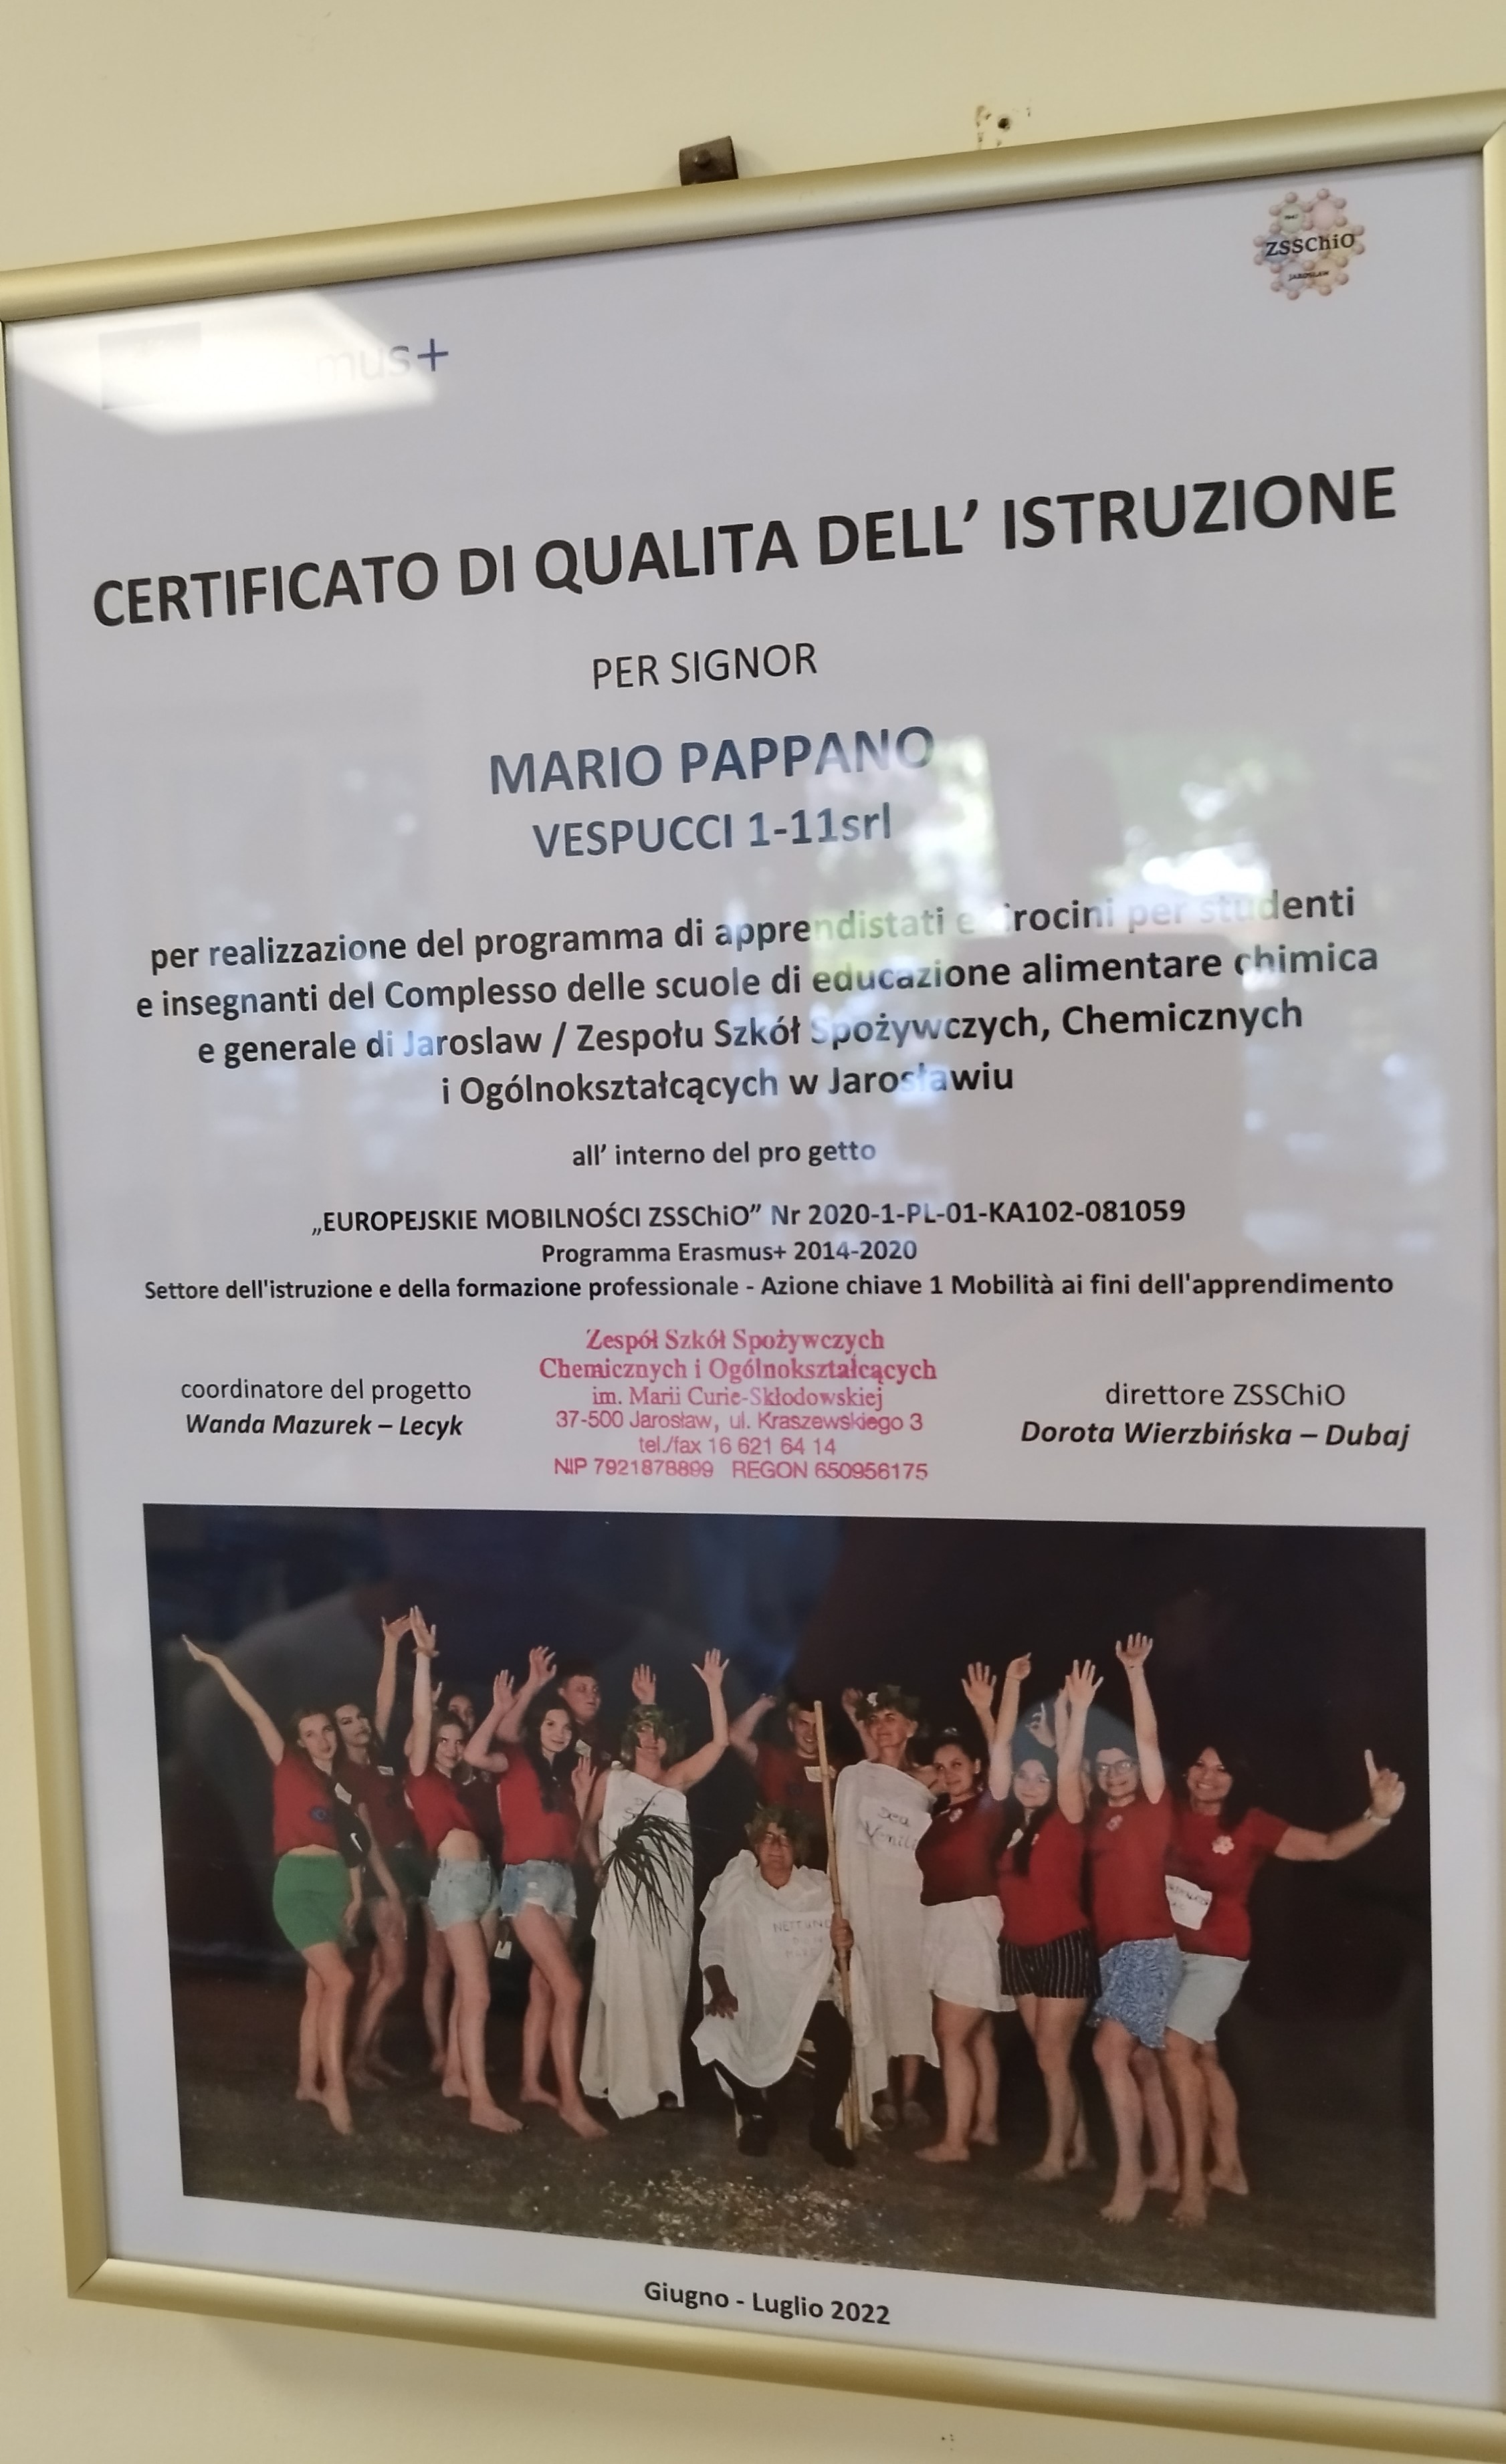 ZSSChiO
JAROSLAW
mus+
CERTIFICATO DI QUALITA DELL’ ISTRUZIONE
PER SIGNOR
MARIO PAPPANO
VESPUCCI 1-11srl
per realizzazione del programma di apprendistati e tirocini per studenti
e insegnanti del Complesso delle scuole di educazione alimentare chimica
e generale di Jaroslaw / Zespołu Szkół Spożywczych, Chemicznych
i Ogólnokształcących w Jarosławiu
all’ interno del pro getto
„EUROPEJSKIE MOBILNOŚCI ZSSChiO” Nr 2020-1-PL-01-KA102-081059
Programma Erasmus+ 2014-2020
Settore dell'istruzione e della formazione professionale - Azione chiave 1 Mobilità ai fini dell'apprendimento
coordinatore del progetto
Wanda Mazurek – Lecyk
Zespół Szkół Spożywczych
Chemicznych i Ogólnokształcących
im. Marii Curie-Skłodowskiej
37-500 Jarosław, ul. Kraszewskiego 3
tel./fax 16 621 64 14
NIP 7921878899 REGON 650956175
direttore ZSSChiO
Dorota Wierzbińska – Dubaj
Dea
NETTUNO
Giugno - Luglio 2022